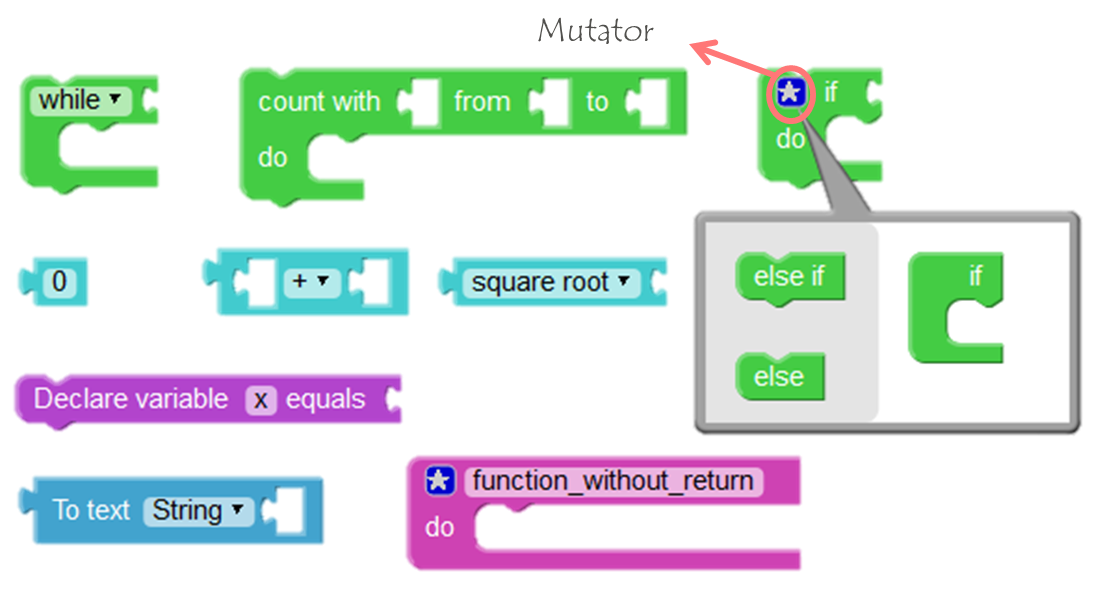 Mutator
while ▼
count with from to
do
if
do
0
+ ▼
square root ▼
else if
if
else
Declare variable x equals
To text String ▼
function_without_return
do